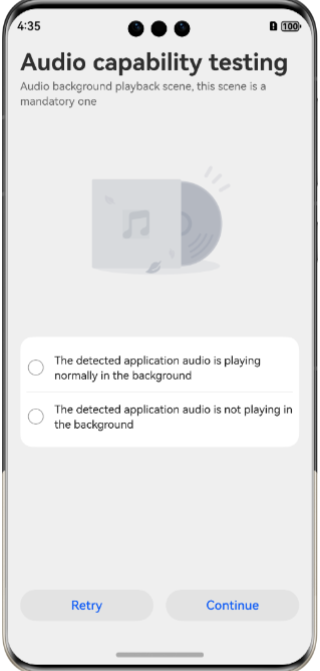 4:35
100
Audio capability testing
Audio background playback scene, this scene is a
mandatory one
The detected application audio is playing
normally in the background
The detected application audio is not playing in
the background
Retry
Continue